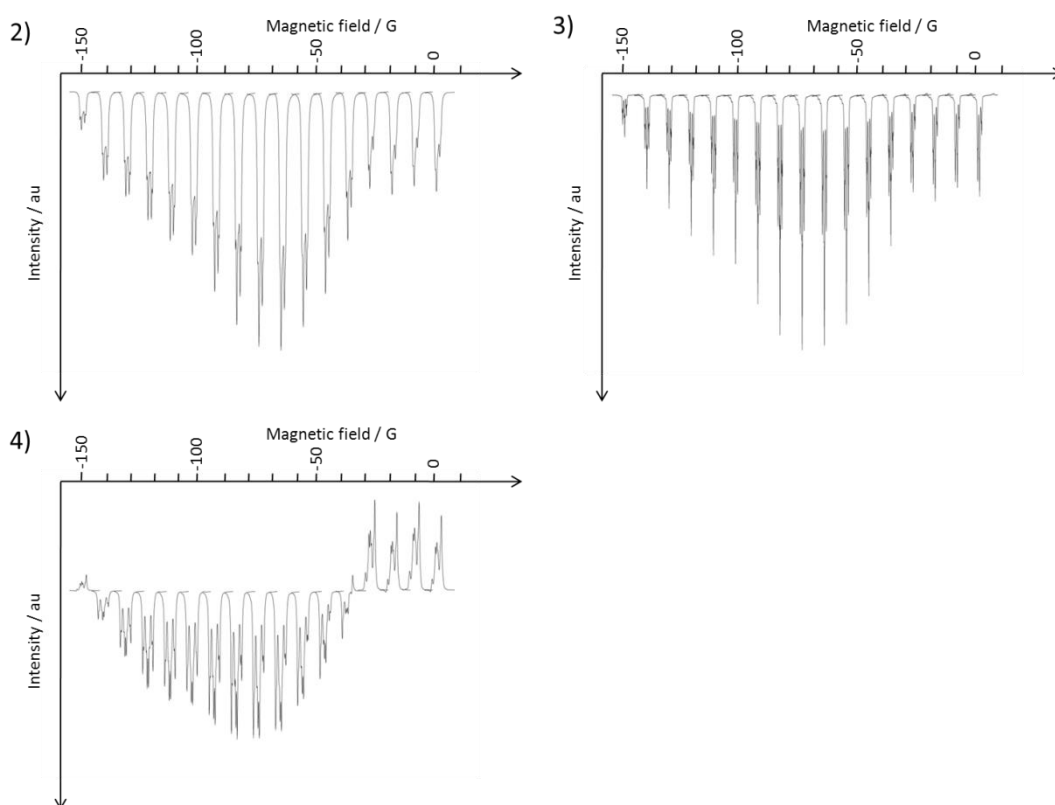 2)
Magnetic field / G
-150
-100
-50
0
Intensity / au
3)
Magnetic field / G
-150
-100
-50
0
Intensity / au
4)
Magnetic field / G
-150
-100
-50
0
Intensity / au